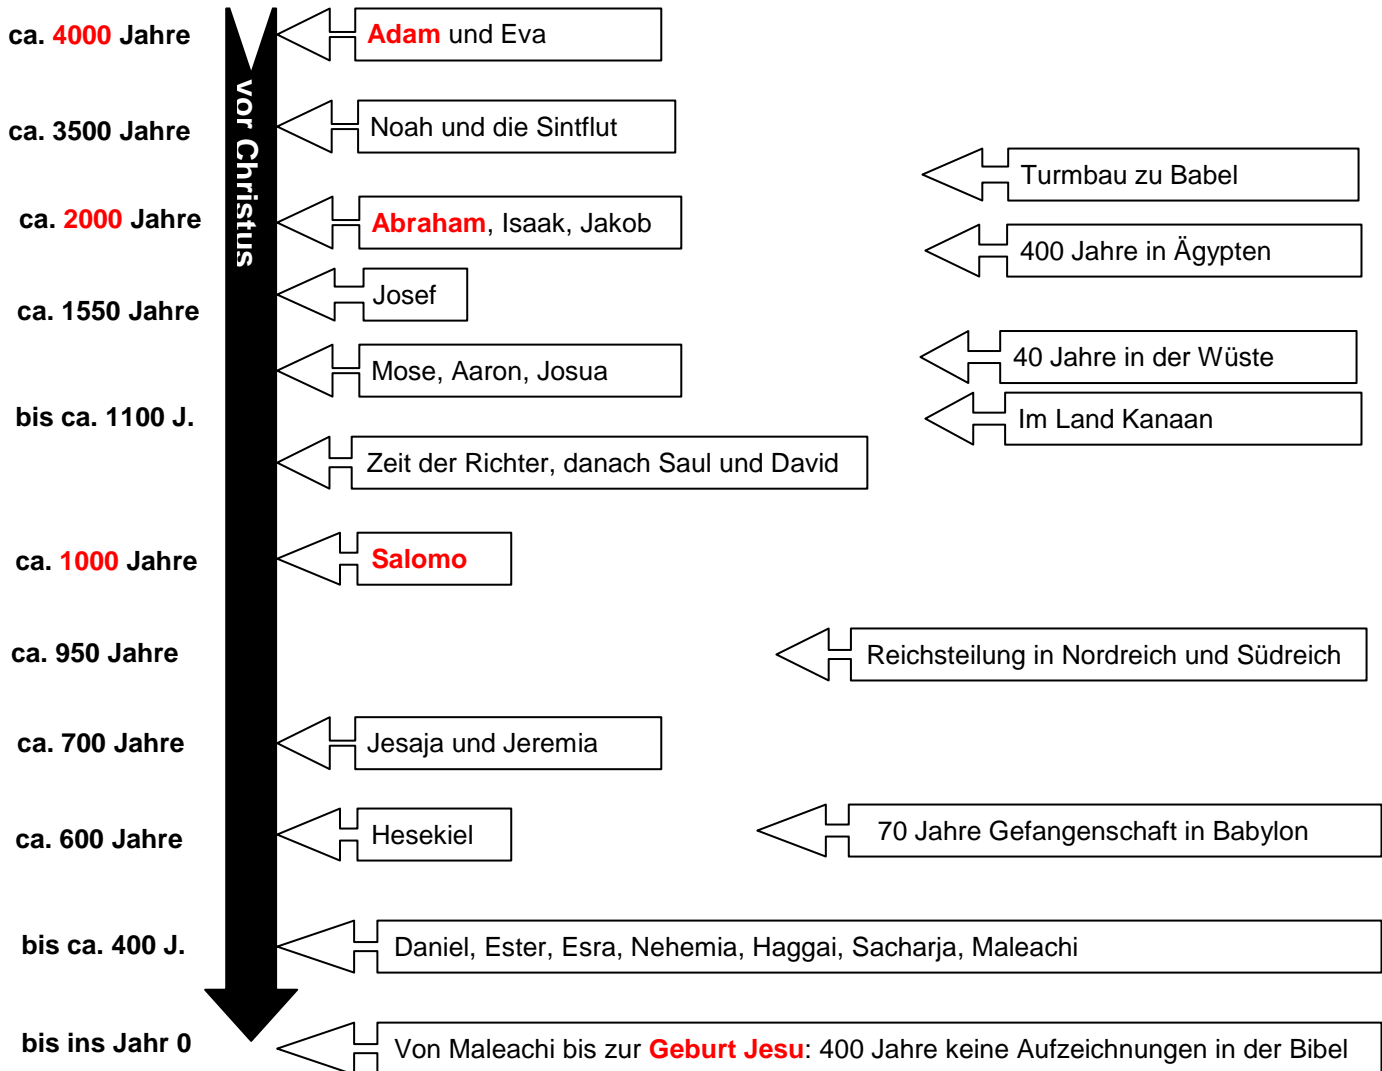 ca. 4000 Jahre
Adam und Eva
vor Christus
ca. 3500 Jahre
Noah und die Sintflut
Turmbau zu Babel
ca. 2000 Jahre
Abraham, Isaak, Jakob
400 Jahre in Ägypten
ca. 1550 Jahre
Josef
Mose, Aaron, Josua
40 Jahre in der Wüste
bis ca. 1100 J.
Im Land Kanaan
Zeit der Richter, danach Saul und David
ca. 1000 Jahre
Salomo
ca. 950 Jahre
Reichsteilung in Nordreich und Südreich
ca. 700 Jahre
Jesaja und Jeremia
ca. 600 Jahre
Hesekiel
70 Jahre Gefangenschaft in Babylon
bis ca. 400 J.
Daniel, Ester, Esra, Nehemia, Haggai, Sacharja, Maleachi
bis ins Jahr 0
Von Maleachi bis zur Geburt Jesu: 400 Jahre keine Aufzeichnungen in der Bibel